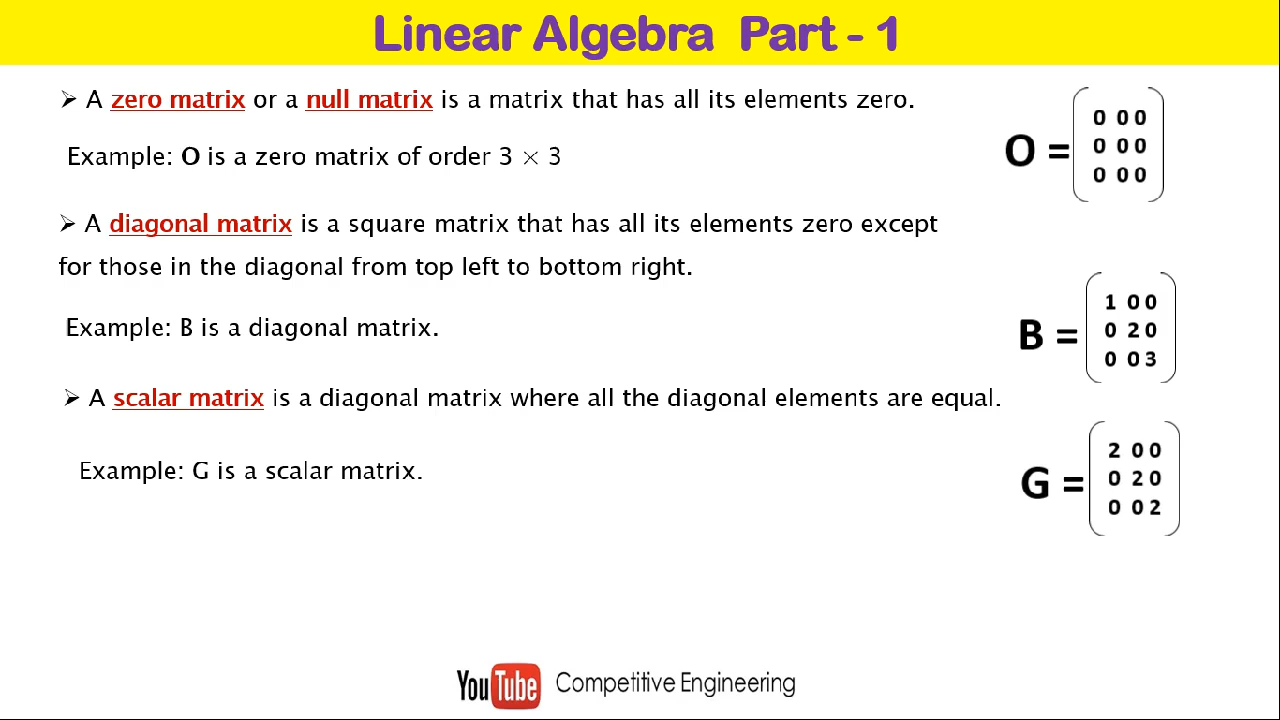 Linear Algebra Part - 1
➢ A zero matrix or a null matrix is a matrix that has all its elements zero.
Example: O is a zero matrix of order 3 × 3
O =
0 0 0
0 0 0
0 0 0
➢ A diagonal matrix is a square matrix that has all its elements zero except
for those in the diagonal from top left to bottom right.
Example: B is a diagonal matrix.
B =
1 0 0
0 2 0
0 0 3
➢ A scalar matrix is a diagonal matrix where all the diagonal elements are equal.
Example: G is a scalar matrix.
G =
2 0 0
0 2 0
0 0 2
YouTube Competitive Engineering